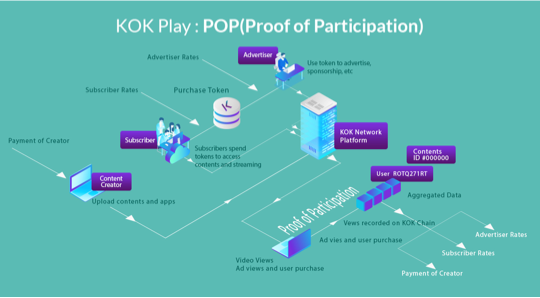 KOK Play : POP(Proof of Participation)
Advertiser Rates
Advertiser
Use token to advertise,
sponsorship, etc
Subscriber Rates
Purchase Token
K
Payment of Creator
Subscriber
Subscribers spend
tokens to access
contents and streaming
KOK Network
Platform
Contents
ID #000000
Content
Creator
User ROTQ271RT
Upload contents and apps
Aggregated Data
Proof of Participation
Vews recorded on KOK Chain
Advertiser Rates
Ad vies and user purchase
Subscriber Rates
Video Views
Ad views and user purchase
Payment of Creator